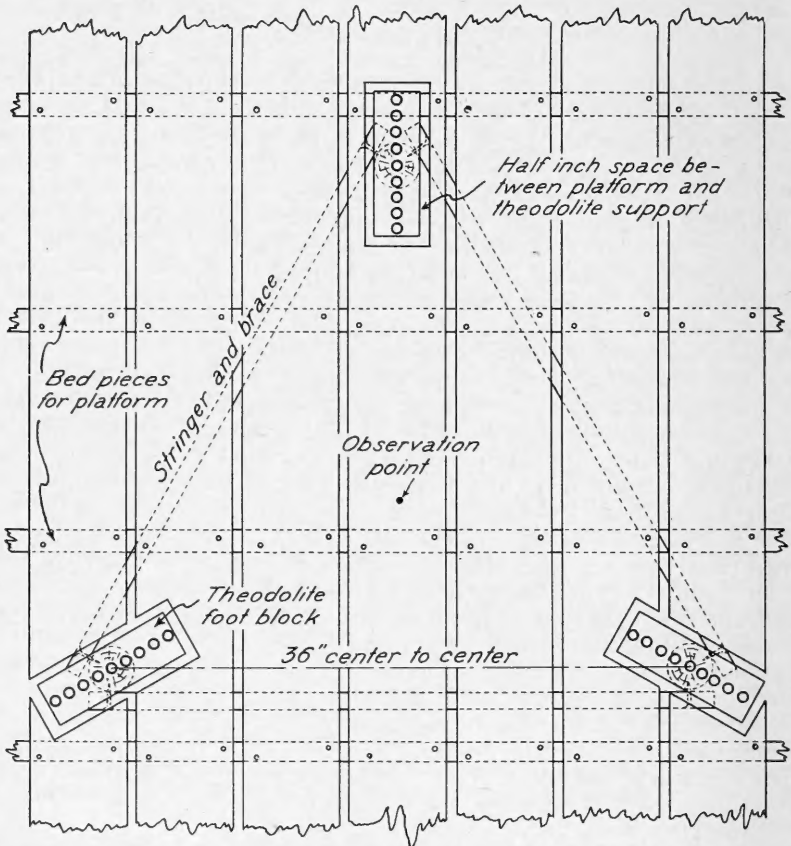 Half inch space be-
tween platform and
theodolite support
Stringer and brace
Bed pieces
for platform
Observation
point
Theodolite
foot block
36" center to center